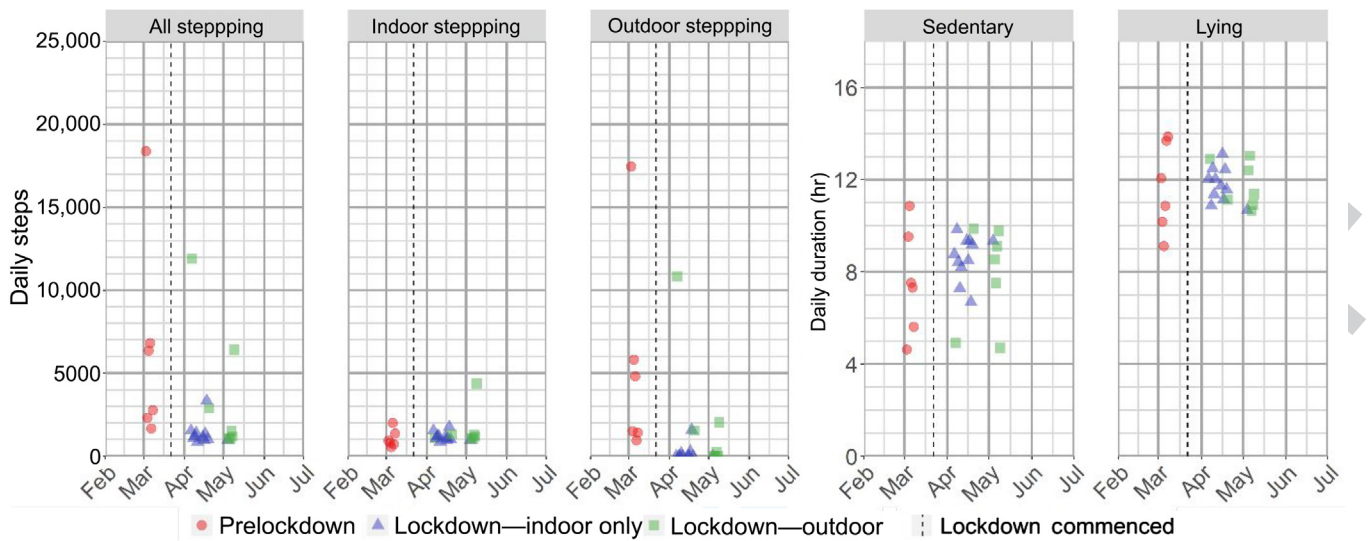 All steppping
Indoor steppping
Outdoor steppping
Sedentary
Lying
Daily steps
25,000
20,000
15,000
10,000
5000
0
Feb Mar Apr May Jun Jul
Feb Mar Apr May Jun Jul
Feb Mar Apr May Jun Jul
Daily duration (hr)
16
12
8
4
0
Feb Mar Apr May Jun Jul
Feb Mar Apr May Jun Jul
Prelockdown Lockdown—indoor only Lockdown—outdoor Lockdown commenced